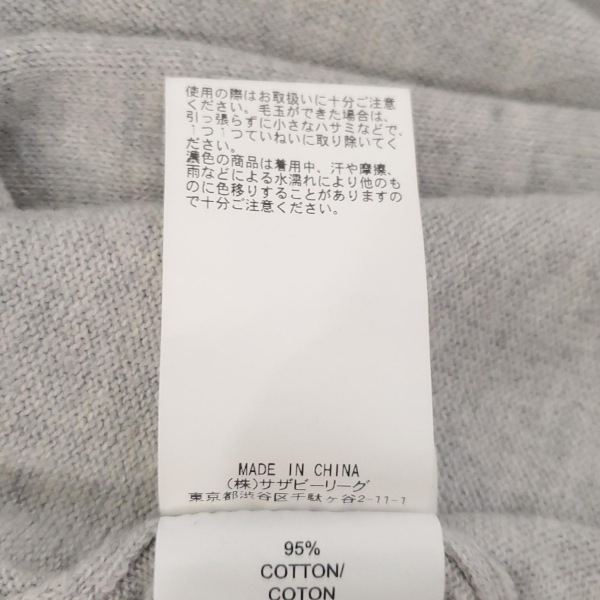 使用の際はお取扱いに十分ご注意
ください。毛玉ができた場合は、
引っ張らずに小さなハサミなどで、
1つ1つていねいに取り除いてく
ださい。
濃色の商品は着用中、汗や摩擦、
雨などによる水濡れにより他のも
のに色移りすることがありますの
で十分ご注意ください。
MADE IN CHINA
(株)サザビーリーグ
東京都渋谷区千駄ヶ谷2-11-1
95%
COTTON/
COTON